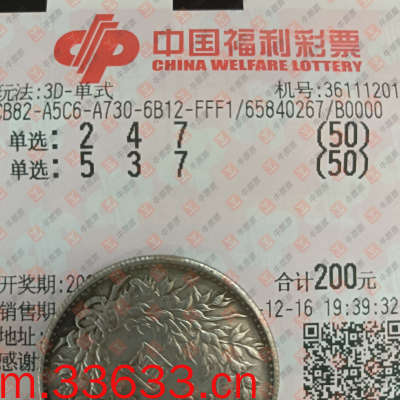 中国福利彩票
CHINA WELFARE LOTTERY
玩法:3D-单式 机号:36111201
CB82-A5C6-A730-6B12-FFF1/65840267/B0000
单选: 2 4 7 (50)
单选: 5 3 7 (50)
开奖期:20 合计200元
销售期 12-16 19:39:32
地址:
感谢
m.33633.cn